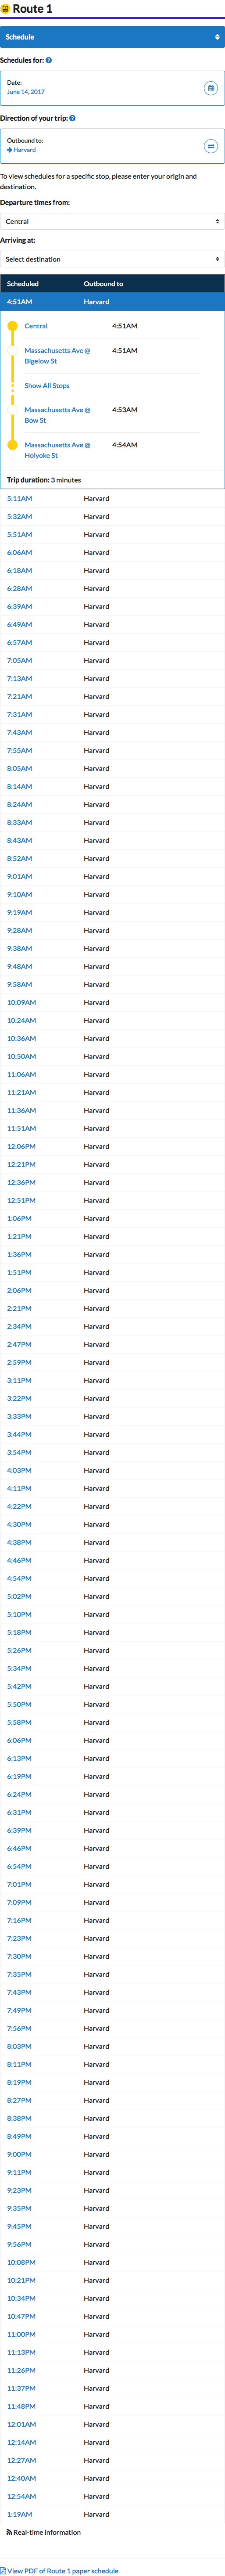 Route 1
Schedule
Schedules for:
Date:
June 14, 2017
Direction of your trip:
Outbound to:
Harvard
To view schedules for a specific stop, please enter your origin and
destination.
Departure times from:
Central
Arriving at:
Select destination
Scheduled Outbound to
4:51AM Harvard
Central 4:51AM
Massachusetts Ave @ 4:51AM
Bigelow St
Show All Stops
Massachusetts Ave @ 4:53AM
Bow St
Massachusetts Ave @ 4:54AM
Holyoke St
Trip duration: 3 minutes
5:11AM Harvard
5:32AM Harvard
5:51AM Harvard
6:06AM Harvard
6:18AM Harvard
6:28AM Harvard
6:39AM Harvard
6:49AM Harvard
6:57AM Harvard
7:05AM Harvard
7:13AM Harvard
7:21AM Harvard
7:31AM Harvard
7:43AM Harvard
7:55AM Harvard
8:05AM Harvard
8:14AM Harvard
8:24AM Harvard
8:33AM Harvard
8:43AM Harvard
8:52AM Harvard
9:01AM Harvard
9:10AM Harvard
9:19AM Harvard
9:28AM Harvard
9:38AM Harvard
9:48AM Harvard
9:58AM Harvard
10:09AM Harvard
10:24AM Harvard
10:36AM Harvard
10:50AM Harvard
11:06AM Harvard
11:21AM Harvard
11:36AM Harvard
11:51AM Harvard
12:06PM Harvard
12:21PM Harvard
12:36PM Harvard
12:51PM Harvard
1:06PM Harvard
1:21PM Harvard
1:36PM Harvard
1:51PM Harvard
2:06PM Harvard
2:21PM Harvard
2:34PM Harvard
2:47PM Harvard
2:59PM Harvard
3:11PM Harvard
3:22PM Harvard
3:33PM Harvard
3:44PM Harvard
3:54PM Harvard
4:03PM Harvard
4:11PM Harvard
4:22PM Harvard
4:30PM Harvard
4:38PM Harvard
4:46PM Harvard
4:54PM Harvard
5:02PM Harvard
5:10PM Harvard
5:18PM Harvard
5:26PM Harvard
5:34PM Harvard
5:42PM Harvard
5:50PM Harvard
5:58PM Harvard
6:06PM Harvard
6:13PM Harvard
6:19PM Harvard
6:24PM Harvard
6:31PM Harvard
6:39PM Harvard
6:46PM Harvard
6:54PM Harvard
7:01PM Harvard
7:09PM Harvard
7:16PM Harvard
7:23PM Harvard
7:30PM Harvard
7:35PM Harvard
7:43PM Harvard
7:49PM Harvard
7:56PM Harvard
8:03PM Harvard
8:11PM Harvard
8:19PM Harvard
8:27PM Harvard
8:38PM Harvard
8:49PM Harvard
9:00PM Harvard
9:11PM Harvard
9:23PM Harvard
9:35PM Harvard
9:45PM Harvard
9:56PM Harvard
10:08PM Harvard
10:21PM Harvard
10:34PM Harvard
10:47PM Harvard
11:00PM Harvard
11:13PM Harvard
11:26PM Harvard
11:37PM Harvard
11:48PM Harvard
12:01AM Harvard
12:14AM Harvard
12:27AM Harvard
12:40AM Harvard
12:54AM Harvard
1:19AM Harvard
Real-time information
View PDF of Route 1 paper schedule